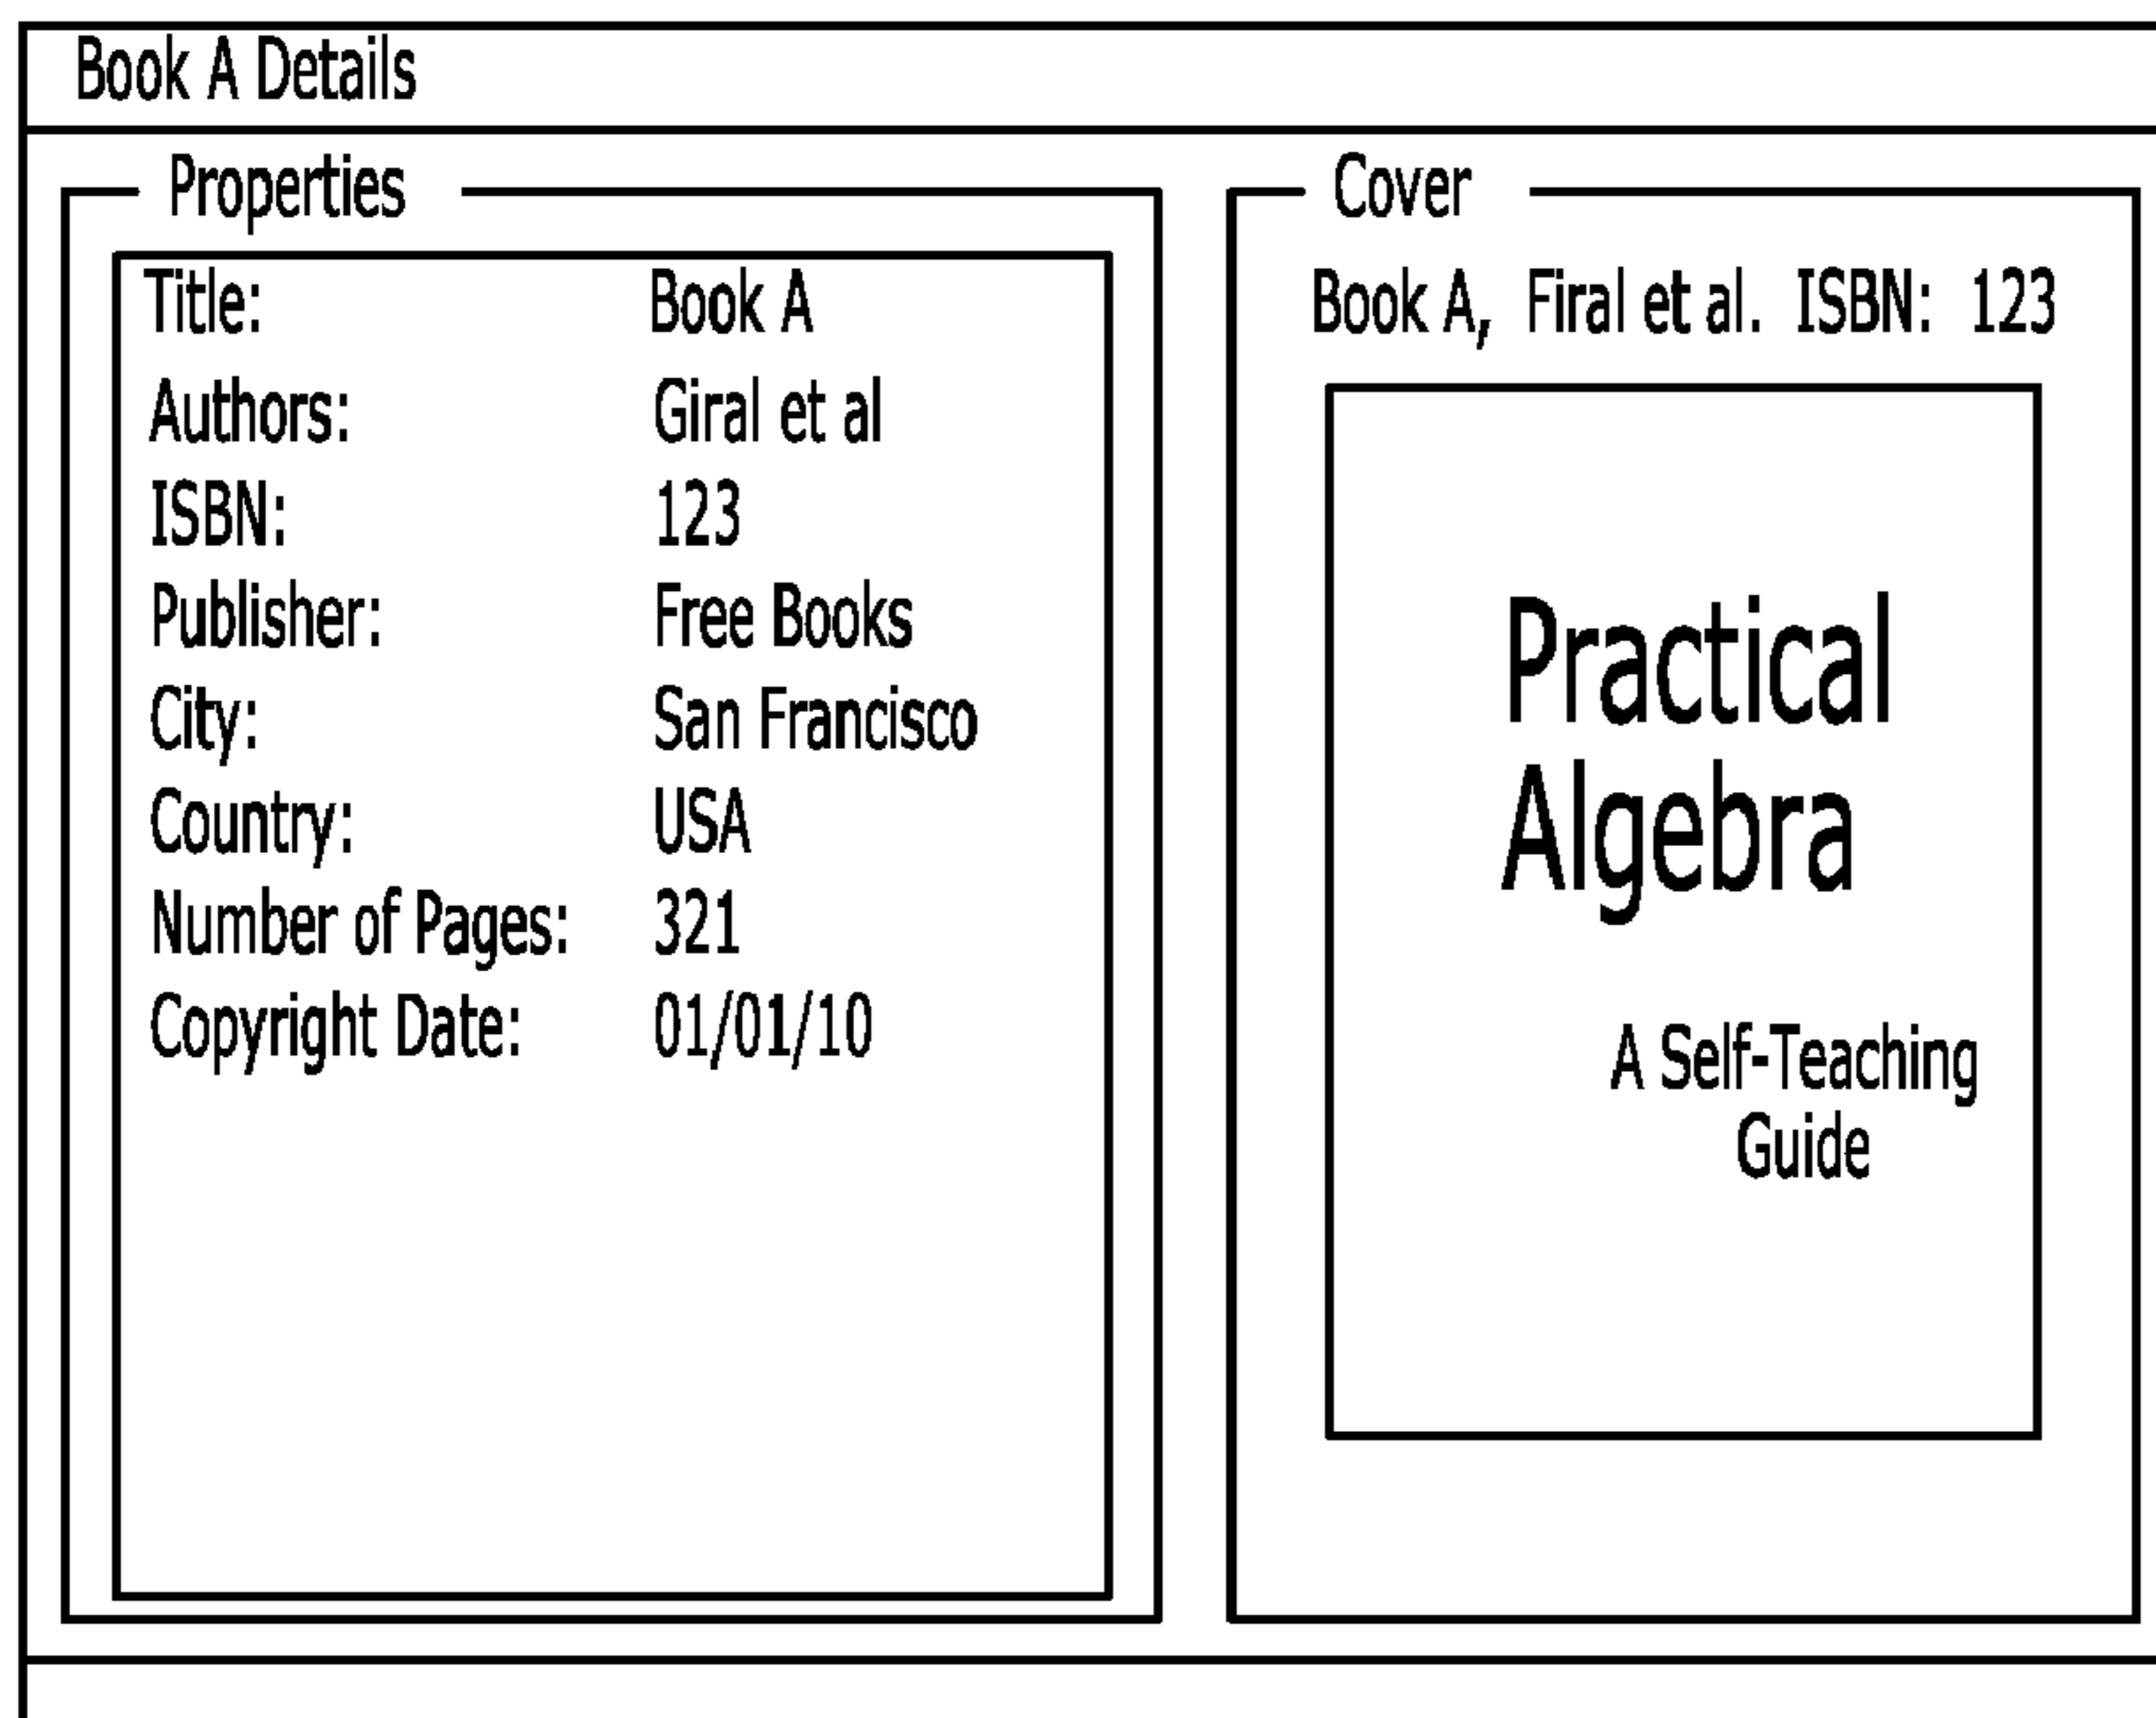 Book A Details
Properties
Title: Book A
Authors: Giral et al
ISBN: 123
Publisher: Free Books
City: San Francisco
Country: USA
Number of Pages: 321
Copyright Date: 01/01/10
Cover
Book A, Firal et al. ISBN: 123
Practical
Algebra
A Self-Teaching
Guide